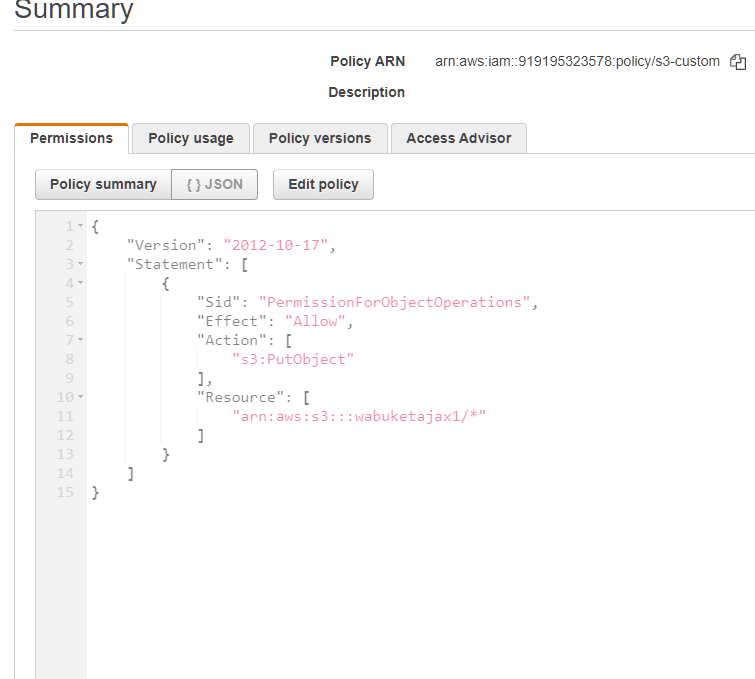 Summary
Policy ARN arn:aws:iam::919195323578:policy/s3-custom
Description
Permissions Policy usage Policy versions Access Advisor
Policy summary { } JSON Edit policy
1 {
2 "Version": "2012-10-17",
3 "Statement": [
4 {
5 "Sid": "PermissionForObjectOperations",
6 "Effect": "Allow",
7 "Action": [
8 "s3:PutObject"
9 ],
10 "Resource": [
11 "arn:aws:s3:::wabuketajax1/*"
12 ]
13 }
14 ]
15 }